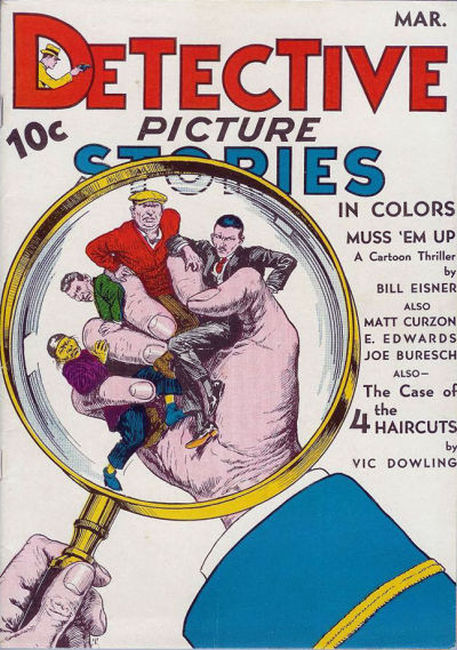 MAR.
DETECTIVE
10c
PICTURE
STORIES
IN COLORS
MUSS 'EM UP
A Cartoon Thriller
by
BILL EISNER
ALSO
MATT CURZON
E. EDWARDS
JOE BURESCH
ALSO—
The Case of
the
4 HAIRCUTS
by
VIC DOWLING